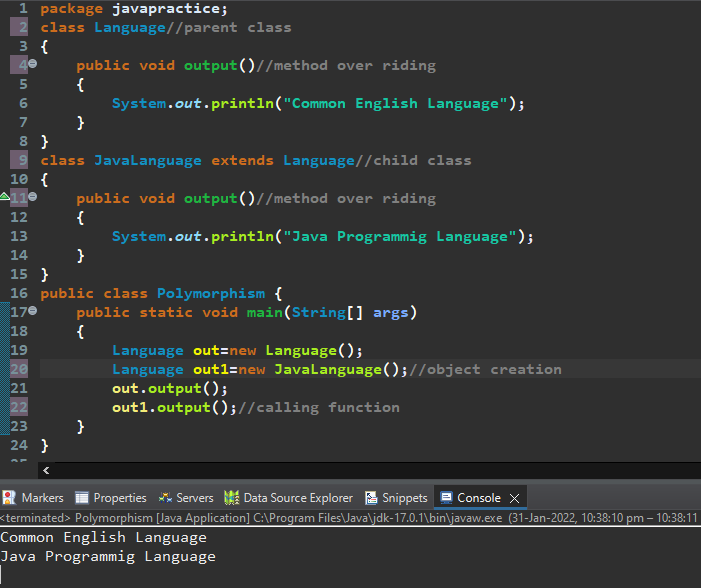 1 package javapractice;
2 class Language//parent class
3 {
4     public void output()//method over riding
5     {
6         System.out.println("Common English Language");
7     }
8 }
9 class JavaLanguage extends Language//child class
10 {
11     public void output()//method over riding
12     {
13         System.out.println("Java Programmig Language");
14     }
15 }
16 public class Polymorphism {
17     public static void main(String[] args)
18     {
19         Language out=new Language();
20         Language out1=new JavaLanguage();//object creation
21         out.output();
22         out1.output();//calling function
23     }
24 }
Markers Properties Servers Data Source Explorer Snippets Console
<terminated> Polymorphism [Java Application] C:\Program Files\Java\jdk-17.0.1\bin\javaw.exe (31-Jan-2022, 10:38:10 pm – 10:38:11
Common English Language
Java Programmig Language